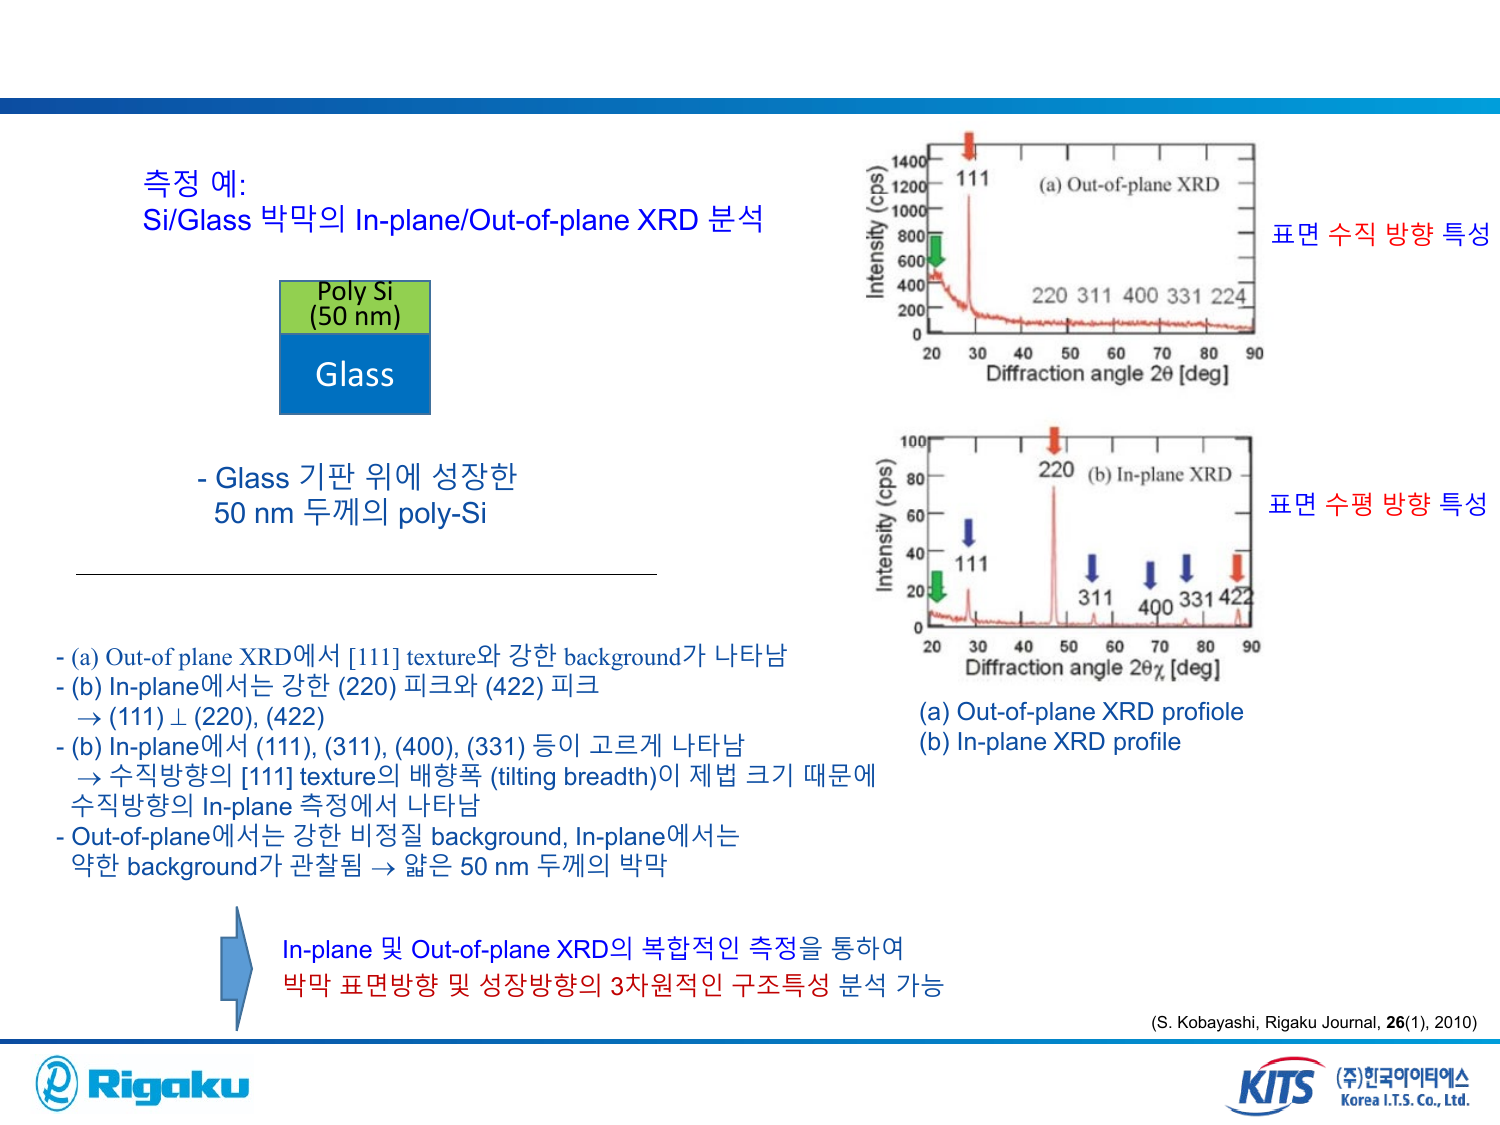 측정 예:
Si/Glass 박막의 In-plane/Out-of-plane XRD 분석
Poly Si
(50 nm)
Glass
- Glass 기판 위에 성장한
50 nm 두께의 poly-Si
- (a) Out-of plane XRD에서 [111] texture와 강한 background가 나타남
- (b) In-plane에서는 강한 (220) 피크와 (422) 피크
→ (111) ⊥ (220), (422)
- (b) In-plane에서 (111), (311), (400), (331) 등이 고르게 나타남
→ 수직방향의 [111] texture의 배향폭 (tilting breadth)이 제법 크기 때문에
수직방향의 In-plane 측정에서 나타남
- Out-of-plane에서는 강한 비정질 background, In-plane에서는
약한 background가 관찰됨 → 얇은 50 nm 두께의 박막
In-plane 및 Out-of-plane XRD의 복합적인 측정을 통하여
박막 표면방향 및 성장방향의 3차원적인 구조특성 분석 가능
Intensity (cps)
1400
1200
1000
800
600
400
200
0
111
(a) Out-of-plane XRD
220 311 400 331 224
20 30 40 50 60 70 80 90
Diffraction angle 2θ [deg]
표면 수직 방향 특성
Intensity (cps)
100
80
60
40
20
0
220
(b) In-plane XRD
111
311
400
331
422
20 30 40 50 60 70 80 90
Diffraction angle 2θχ [deg]
표면 수평 방향 특성
(a) Out-of-plane XRD profiole
(b) In-plane XRD profile
(S. Kobayashi, Rigaku Journal, 26(1), 2010)
Rigaku
KITS
(주)한국아이티에스
Korea I.T.S. Co., Ltd.